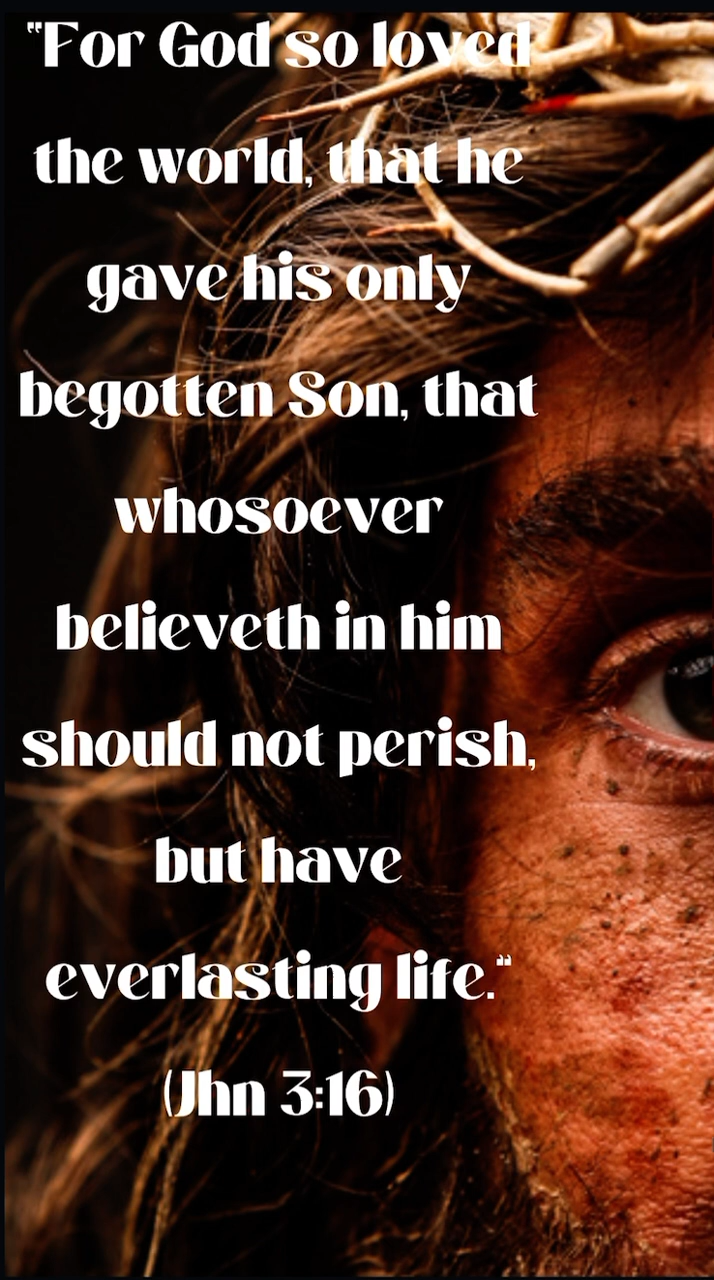 "For God so loved
the world, that he
gave his only
begotten Son, that
whosoever
believeth in him
should not perish,
but have
everlasting life."
(Jhn 3:16)